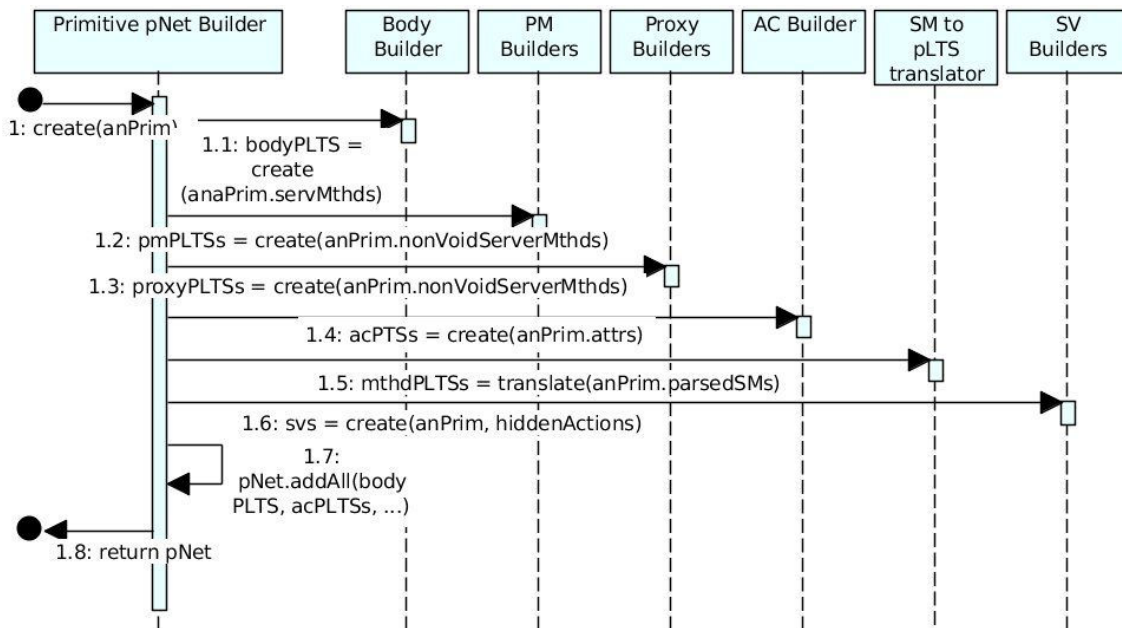 Primitive pNet Builder
Body
Builder
PM
Builders
Proxy
Builders
AC Builder
SM to
pLTS
translator
SV
Builders
1: create(anPrim)
1.1: bodyPLTS =
create
(anaPrim.servMthds)
1.2: pmPLTSs = create(anPrim.nonVoidServerMthds)
1.3: proxyPLTSs = create(anPrim.nonVoidServerMthds)
1.4: acPTSs = create(anPrim.attrs)
1.5: mthdPLTSs = translate(anPrim.parsedSMs)
1.6: svs = create(anPrim, hiddenActions)
1.7:
pNet.addAll(body
PLTS, acPLTSs, ...)
1.8: return pNet